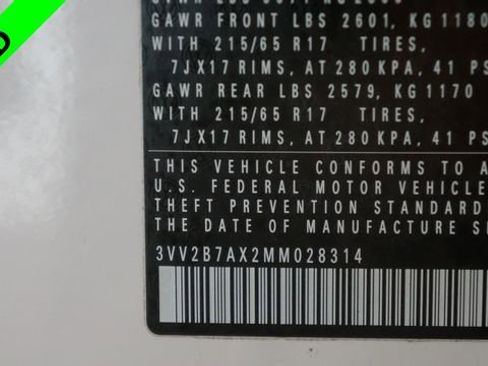 GAWR FRONT LBS 2601, KG 1180
WITH 215/65 R17 TIRES,
7JX17 RIMS, AT 280 KPA, 41 PS
GAWR REAR LBS 2579, KG 1170
WITH 215/65 R17 TIRES,
7JX17 RIMS, AT 280 KPA, 41 PS
THIS VEHICLE CONFORMS TO A
U.S. FEDERAL MOTOR VEHICLE
THEFT PREVENTION STANDARD
THE DATE OF MANUFACTURE S
3VV2B7AX2MM028314